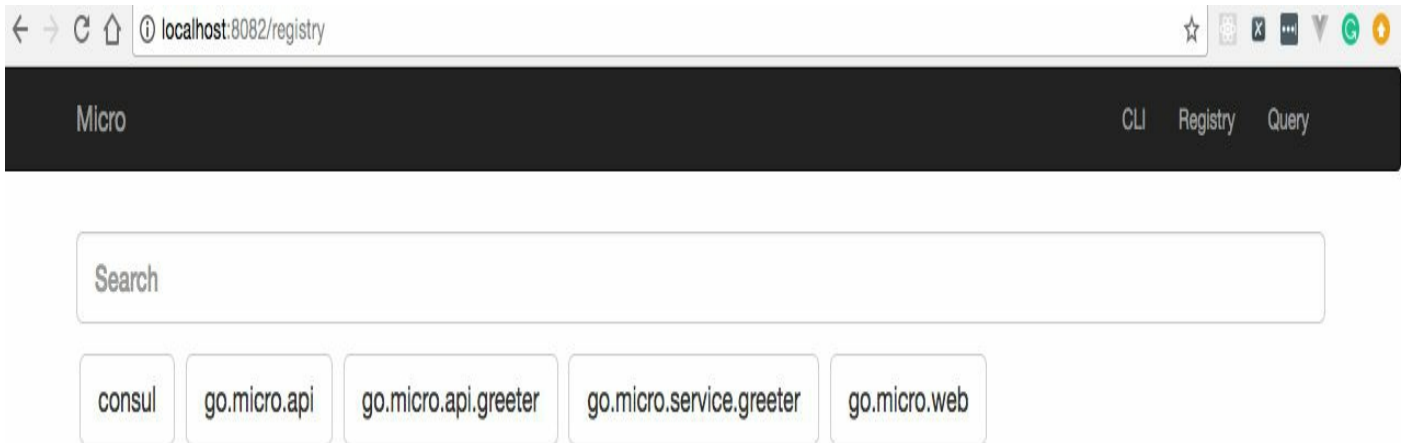 localhost:8082/registry
Micro CLI Registry Query
Search
consul go.micro.api go.micro.api.greeter go.micro.service.greeter go.micro.web